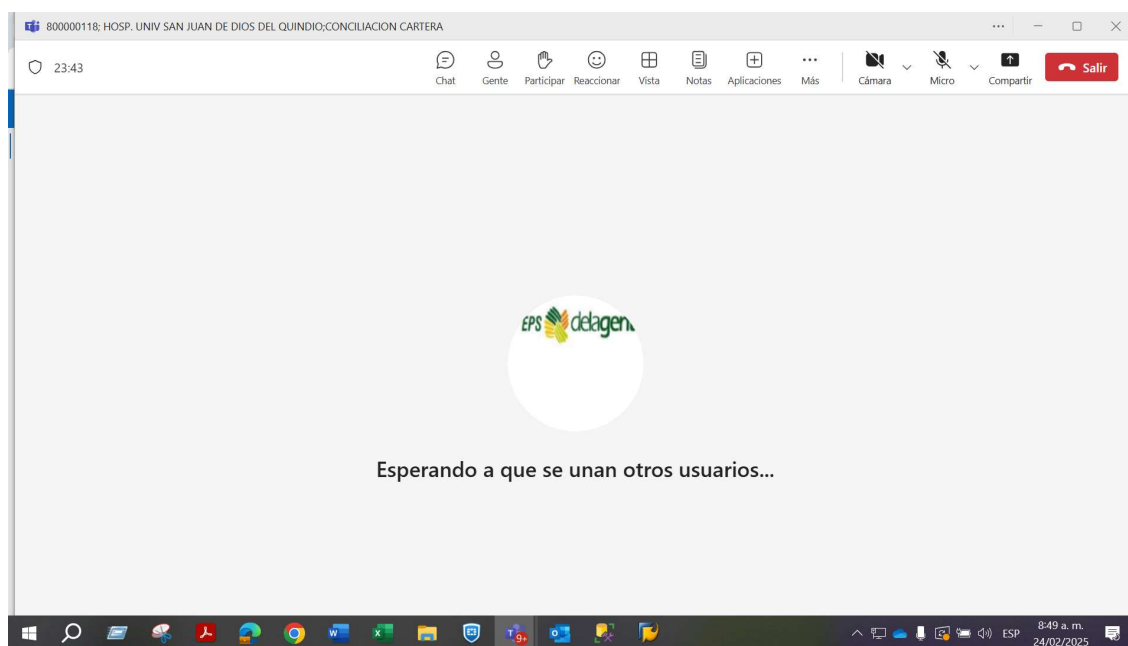 800000118; HOSP. UNIV SAN JUAN DE DIOS DEL QUINDIO;CONCILIACION CARTERA
23:43
Chat Gente Participar Reaccionar Vista Notas Aplicaciones Más Cámara Micro Compartir Salir
EPS delagen
Esperando a que se unan otros usuarios...
9+
ESP
8:49 a. m.
24/02/2025